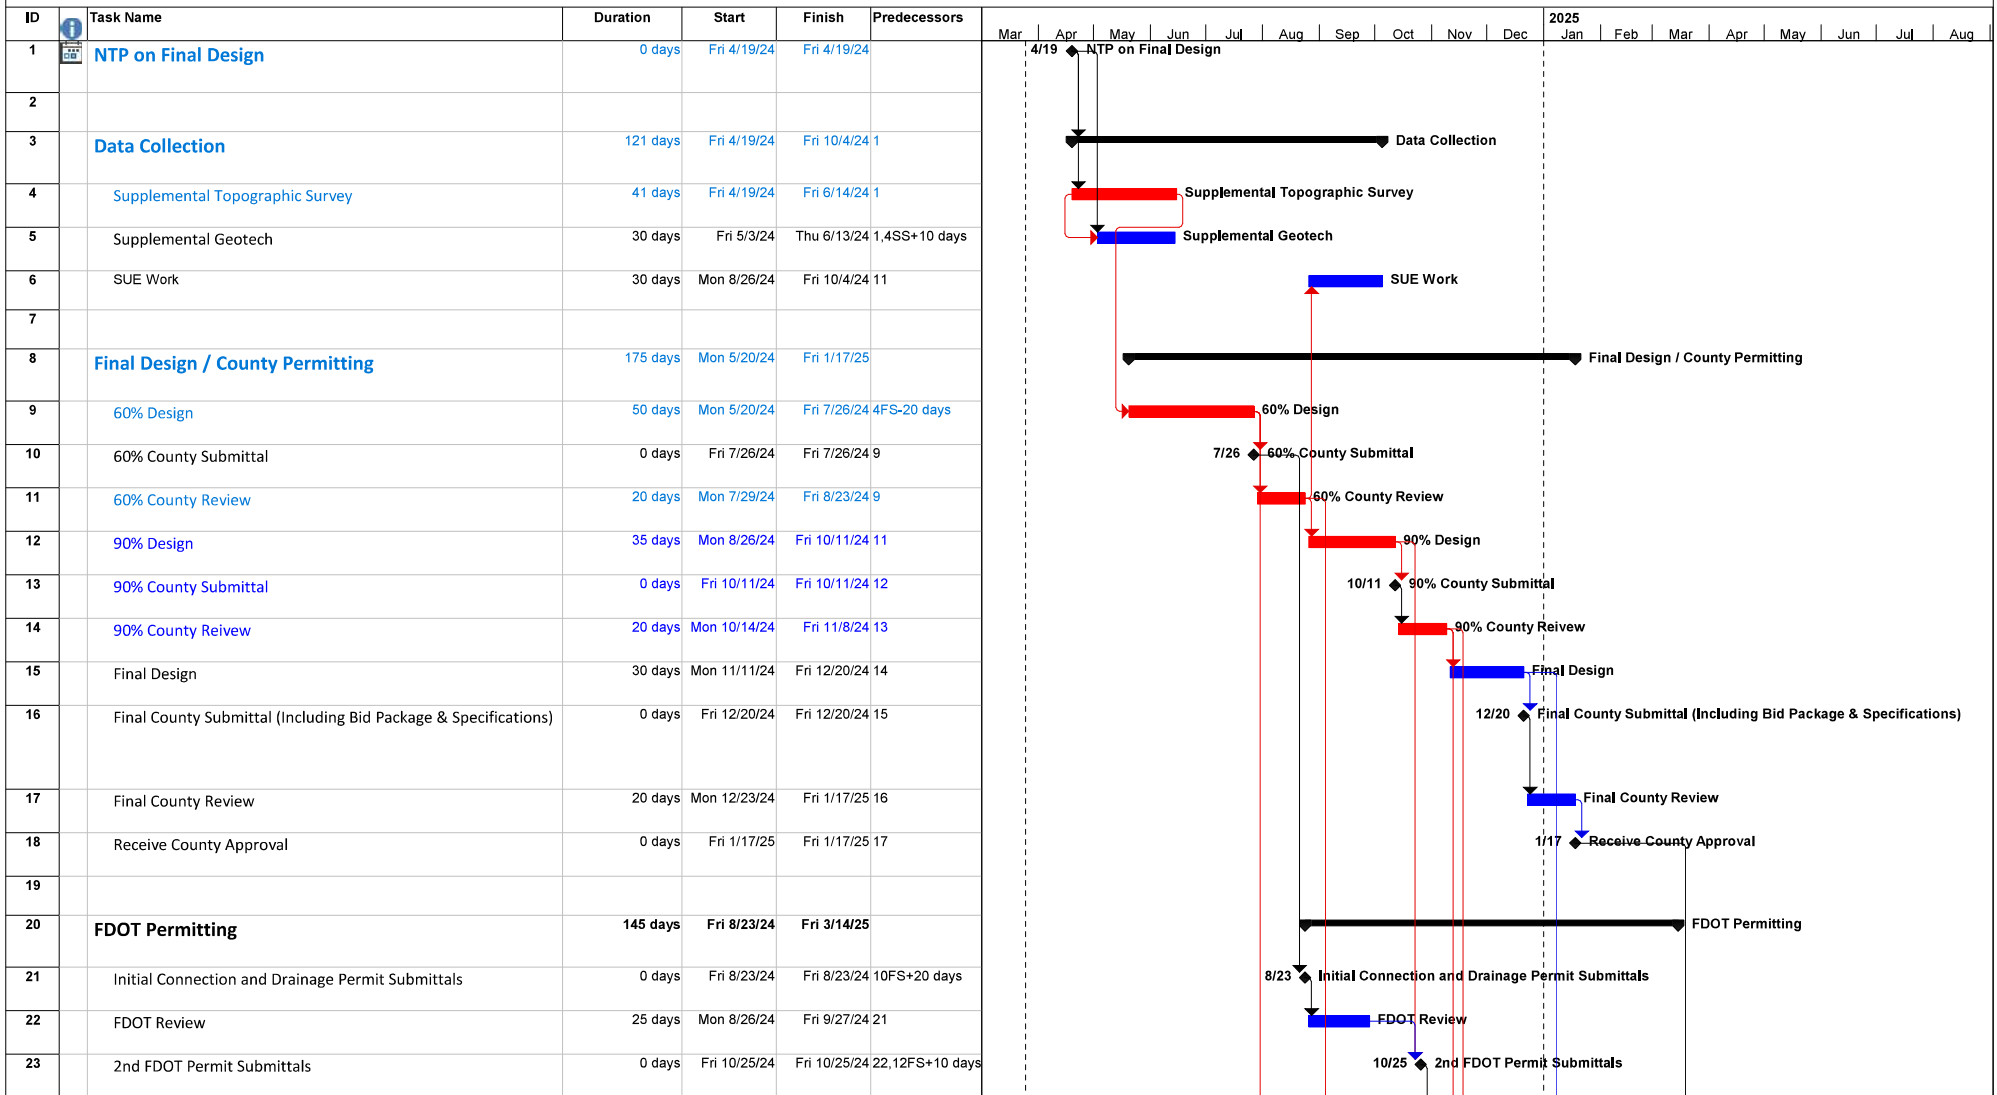 ID Task Name Duration Start Finish Predecessors
2025
Mar Apr May Jun Jul Aug Sep Oct Nov Dec Jan Feb Mar Apr May Jun Jul Aug
1 NTP on Final Design 0 days Fri 4/19/24 Fri 4/19/24 4/19 NTP on Final Design
2
3 Data Collection 121 days Fri 4/19/24 Fri 10/4/24 1 Data Collection
4 Supplemental Topographic Survey 41 days Fri 4/19/24 Fri 6/14/24 1 Supplemental Topographic Survey
5 Supplemental Geotech 30 days Fri 5/3/24 Thu 6/13/24 1,4SS+10 days Supplemental Geotech
6 SUE Work 30 days Mon 8/26/24 Fri 10/4/24 11 SUE Work
7
8 Final Design / County Permitting 175 days Mon 5/20/24 Fri 1/17/25 Final Design / County Permitting
9 60% Design 50 days Mon 5/20/24 Fri 7/26/24 4FS-20 days 60% Design
10 60% County Submittal 0 days Fri 7/26/24 Fri 7/26/24 9 7/26 60% County Submittal
11 60% County Review 20 days Mon 7/29/24 Fri 8/23/24 9 60% County Review
12 90% Design 35 days Mon 8/26/24 Fri 10/11/24 11 90% Design
13 90% County Submittal 0 days Fri 10/11/24 Fri 10/11/24 12 10/11 90% County Submittal
14 90% County Reivew 20 days Mon 10/14/24 Fri 11/8/24 13 90% County Reivew
15 Final Design 30 days Mon 11/11/24 Fri 12/20/24 14 Final Design
16 Final County Submittal (Including Bid Package & Specifications) 0 days Fri 12/20/24 Fri 12/20/24 15 12/20 Final County Submittal (Including Bid Package & Specifications)
17 Final County Review 20 days Mon 12/23/24 Fri 1/17/25 16 Final County Review
18 Receive County Approval 0 days Fri 1/17/25 Fri 1/17/25 17 1/17 Receive County Approval
19
20 FDOT Permitting 145 days Fri 8/23/24 Fri 3/14/25 FDOT Permitting
21 Initial Connection and Drainage Permit Submittals 0 days Fri 8/23/24 Fri 8/23/24 10FS+20 days 8/23 Initial Connection and Drainage Permit Submittals
22 FDOT Review 25 days Mon 8/26/24 Fri 9/27/24 21 FDOT Review
23 2nd FDOT Permit Submittals 0 days Fri 10/25/24 Fri 10/25/24 22,12FS+10 days 10/25 2nd FDOT Permit Submittals